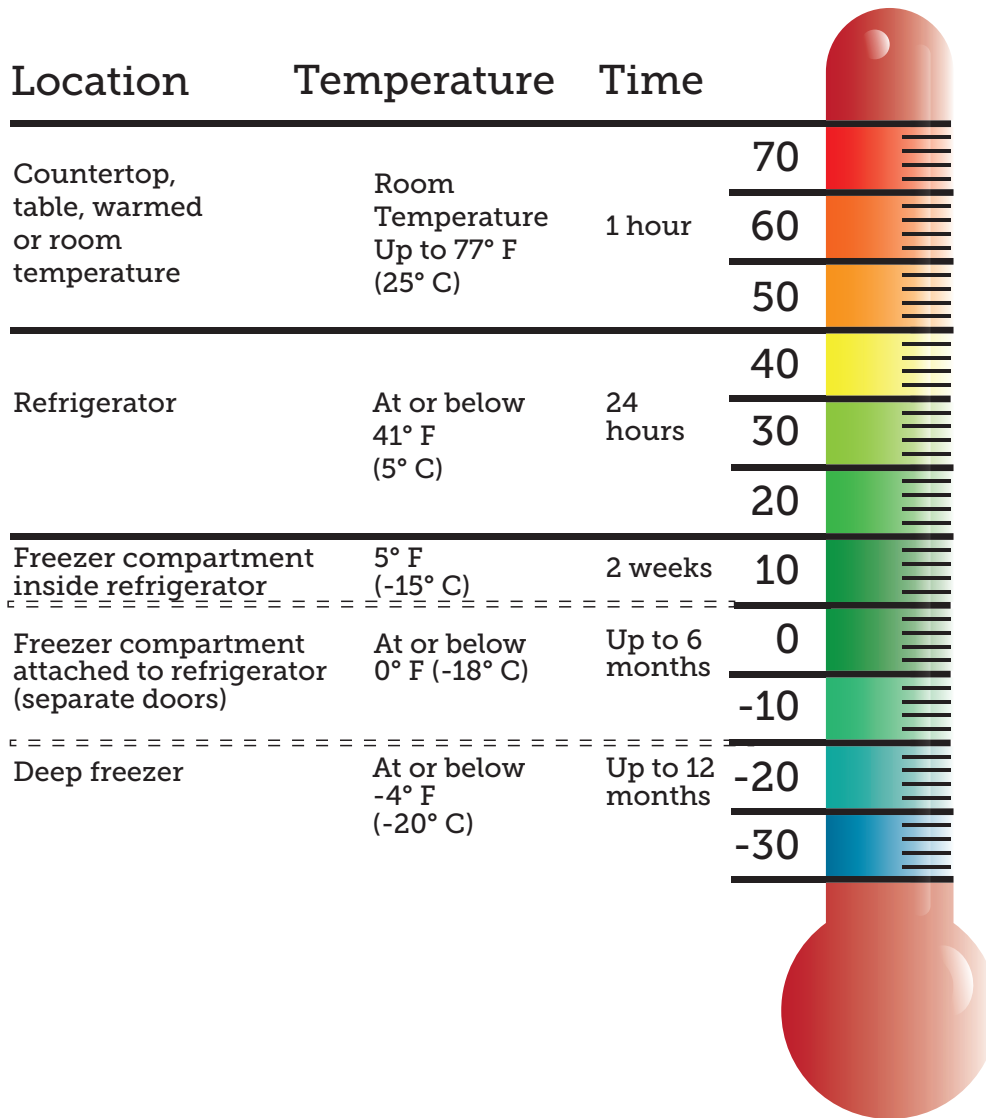 Location Temperature Time
Countertop,
table, warmed
or room
temperature
Room
Temperature
Up to 77° F
(25° C)
1 hour
70
60
50
Refrigerator
At or below
41° F
(5° C)
24
hours
40
30
20
Freezer compartment
inside refrigerator
5° F
(-15° C)
2 weeks
10
Freezer compartment
attached to refrigerator
(separate doors)
At or below
0° F (-18° C)
Up to 6
months
0
-10
Deep freezer
At or below
-4° F
(-20° C)
Up to 12
months
-20
-30